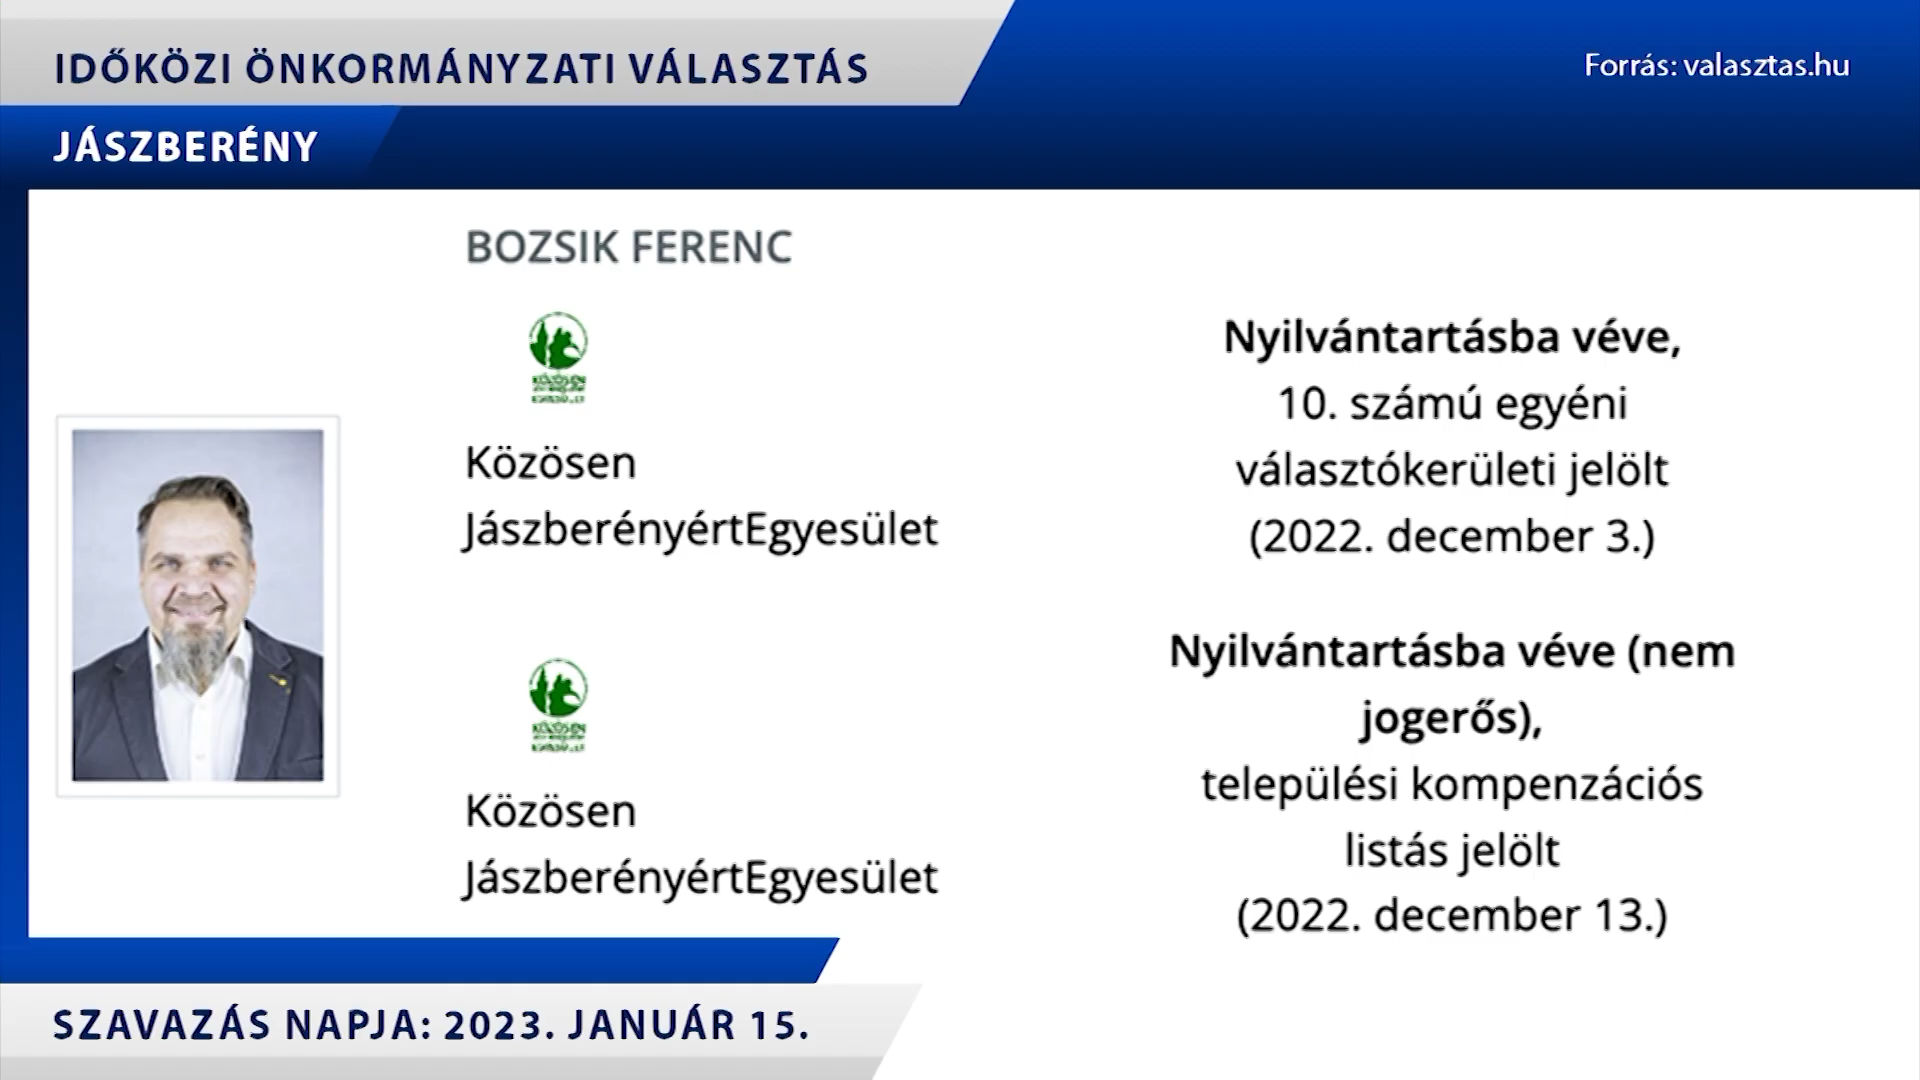 IDŐKÖZI ÖNKORMÁNYZATI VÁLASZTÁS
Forrás: valasztas.hu
JÁSZBERÉNY
BOZSIK FERENC
KÖZÖSEN
Közösen
JászberényértEgyesület
Nyilvántartásba véve,
10. számú egyéni
választókerületi jelölt
(2022. december 3.)
KÖZÖSEN
Közösen
JászberényértEgyesület
Nyilvántartásba véve (nem
jogerős),
települési kompenzációs
listás jelölt
(2022. december 13.)
SZAVAZÁS NAPJA: 2023. JANUÁR 15.